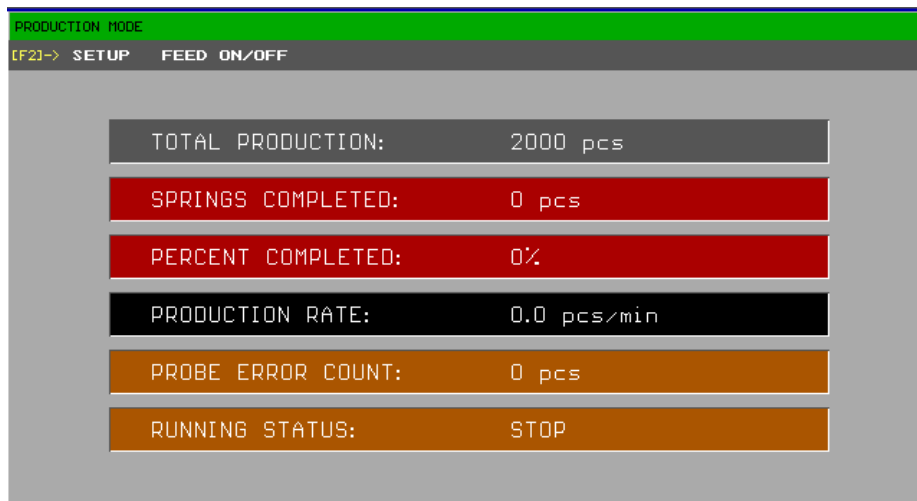 PRODUCTION MODE
[F2]-> SETUP FEED ON/OFF
TOTAL PRODUCTION: 2000 pcs
SPRINGS COMPLETED: 0 pcs
PERCENT COMPLETED: 0%
PRODUCTION RATE: 0.0 pcs/min
PROBE ERROR COUNT: 0 pcs
RUNNING STATUS: STOP